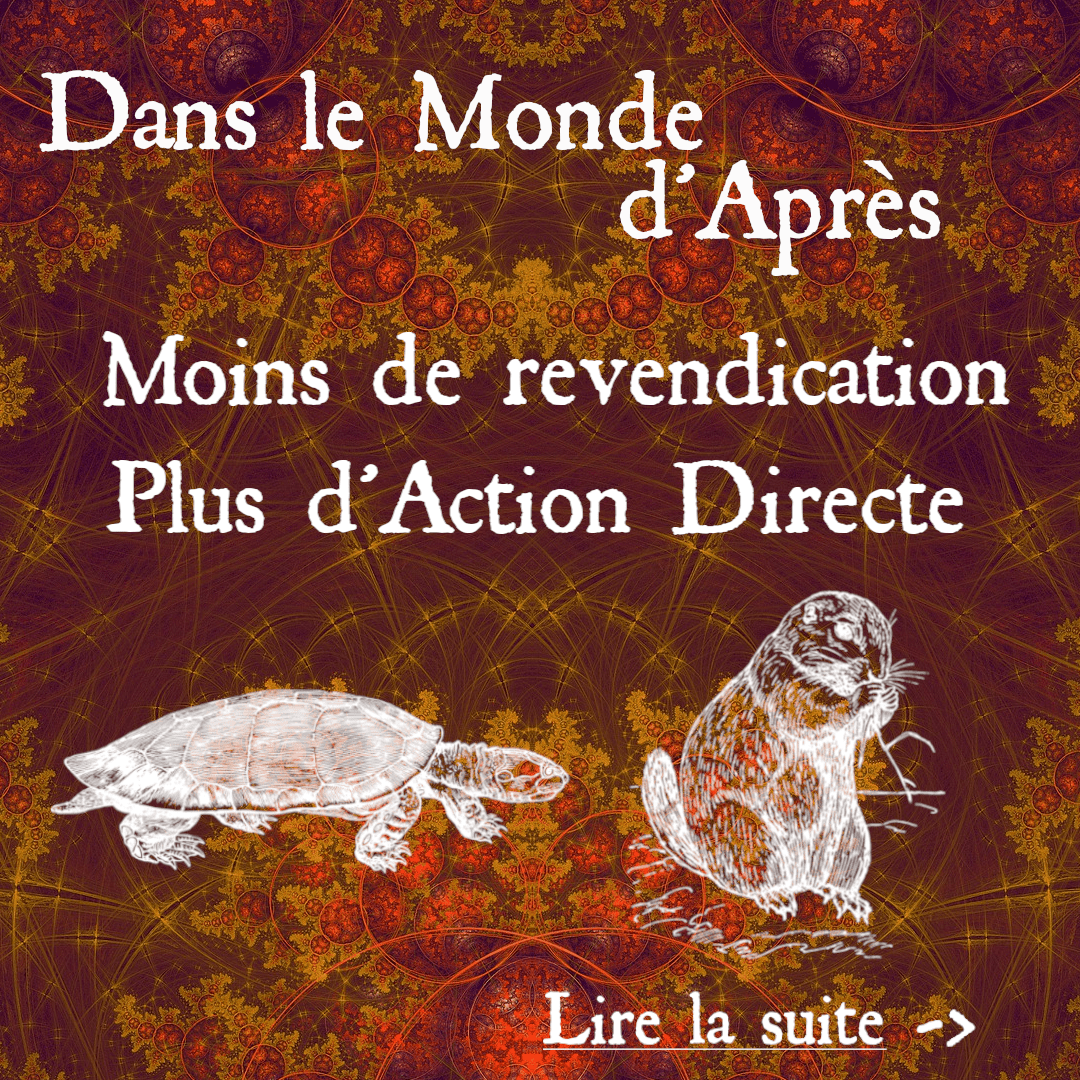 Dans le Monde
d'Après
Moins de revendication
Plus d'Action Directe
Lire la suite ->